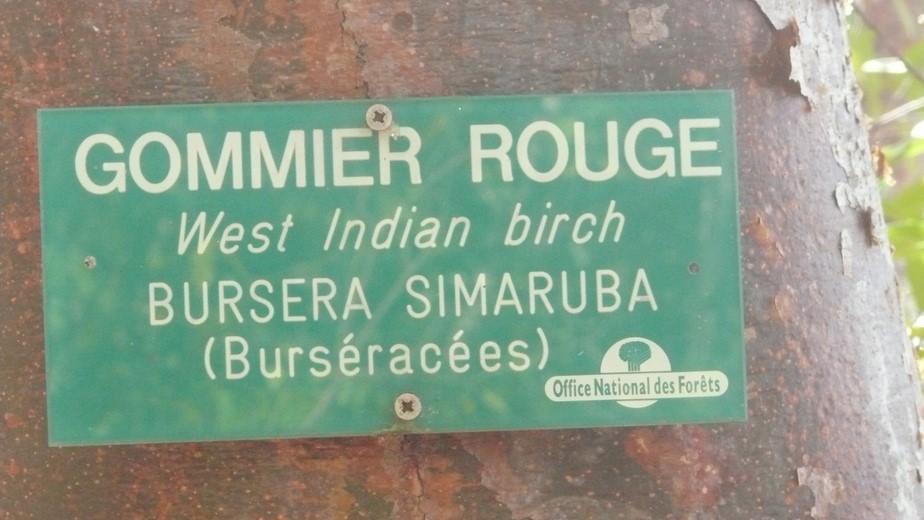 GOMMIER ROUGE
West Indian birch
BURSERA SIMARUBA
(Burséracées)
Office National des Forêts